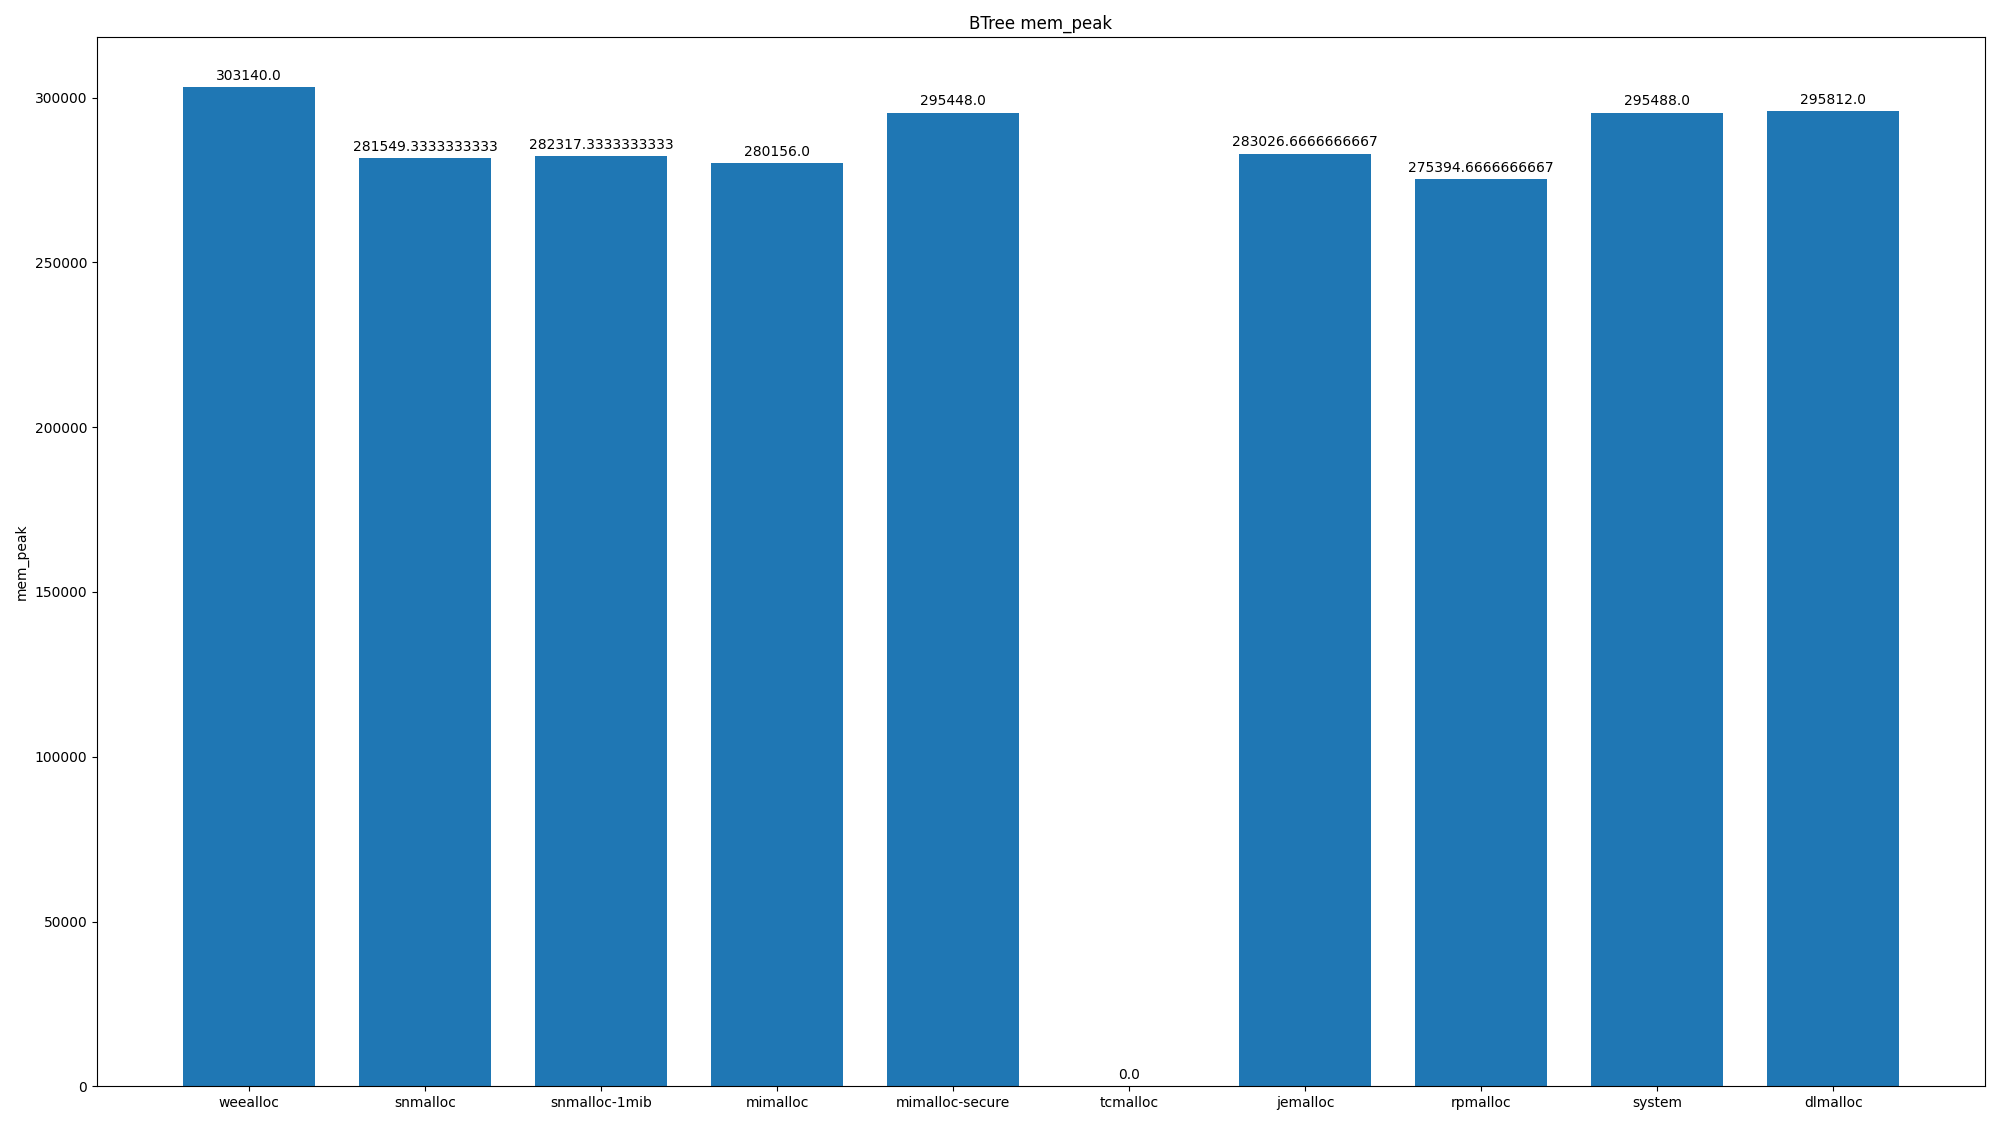 BTree mem_peak
mem_peak
300000
250000
200000
150000
100000
50000
0
303140.0
281549.3333333333
282317.3333333333
280156.0
295448.0
0.0
283026.6666666667
275394.6666666667
295488.0
295812.0
weealloc
snmalloc
snmalloc-1mib
mimalloc
mimalloc-secure
tcmalloc
jemalloc
rpmalloc
system
dlmalloc